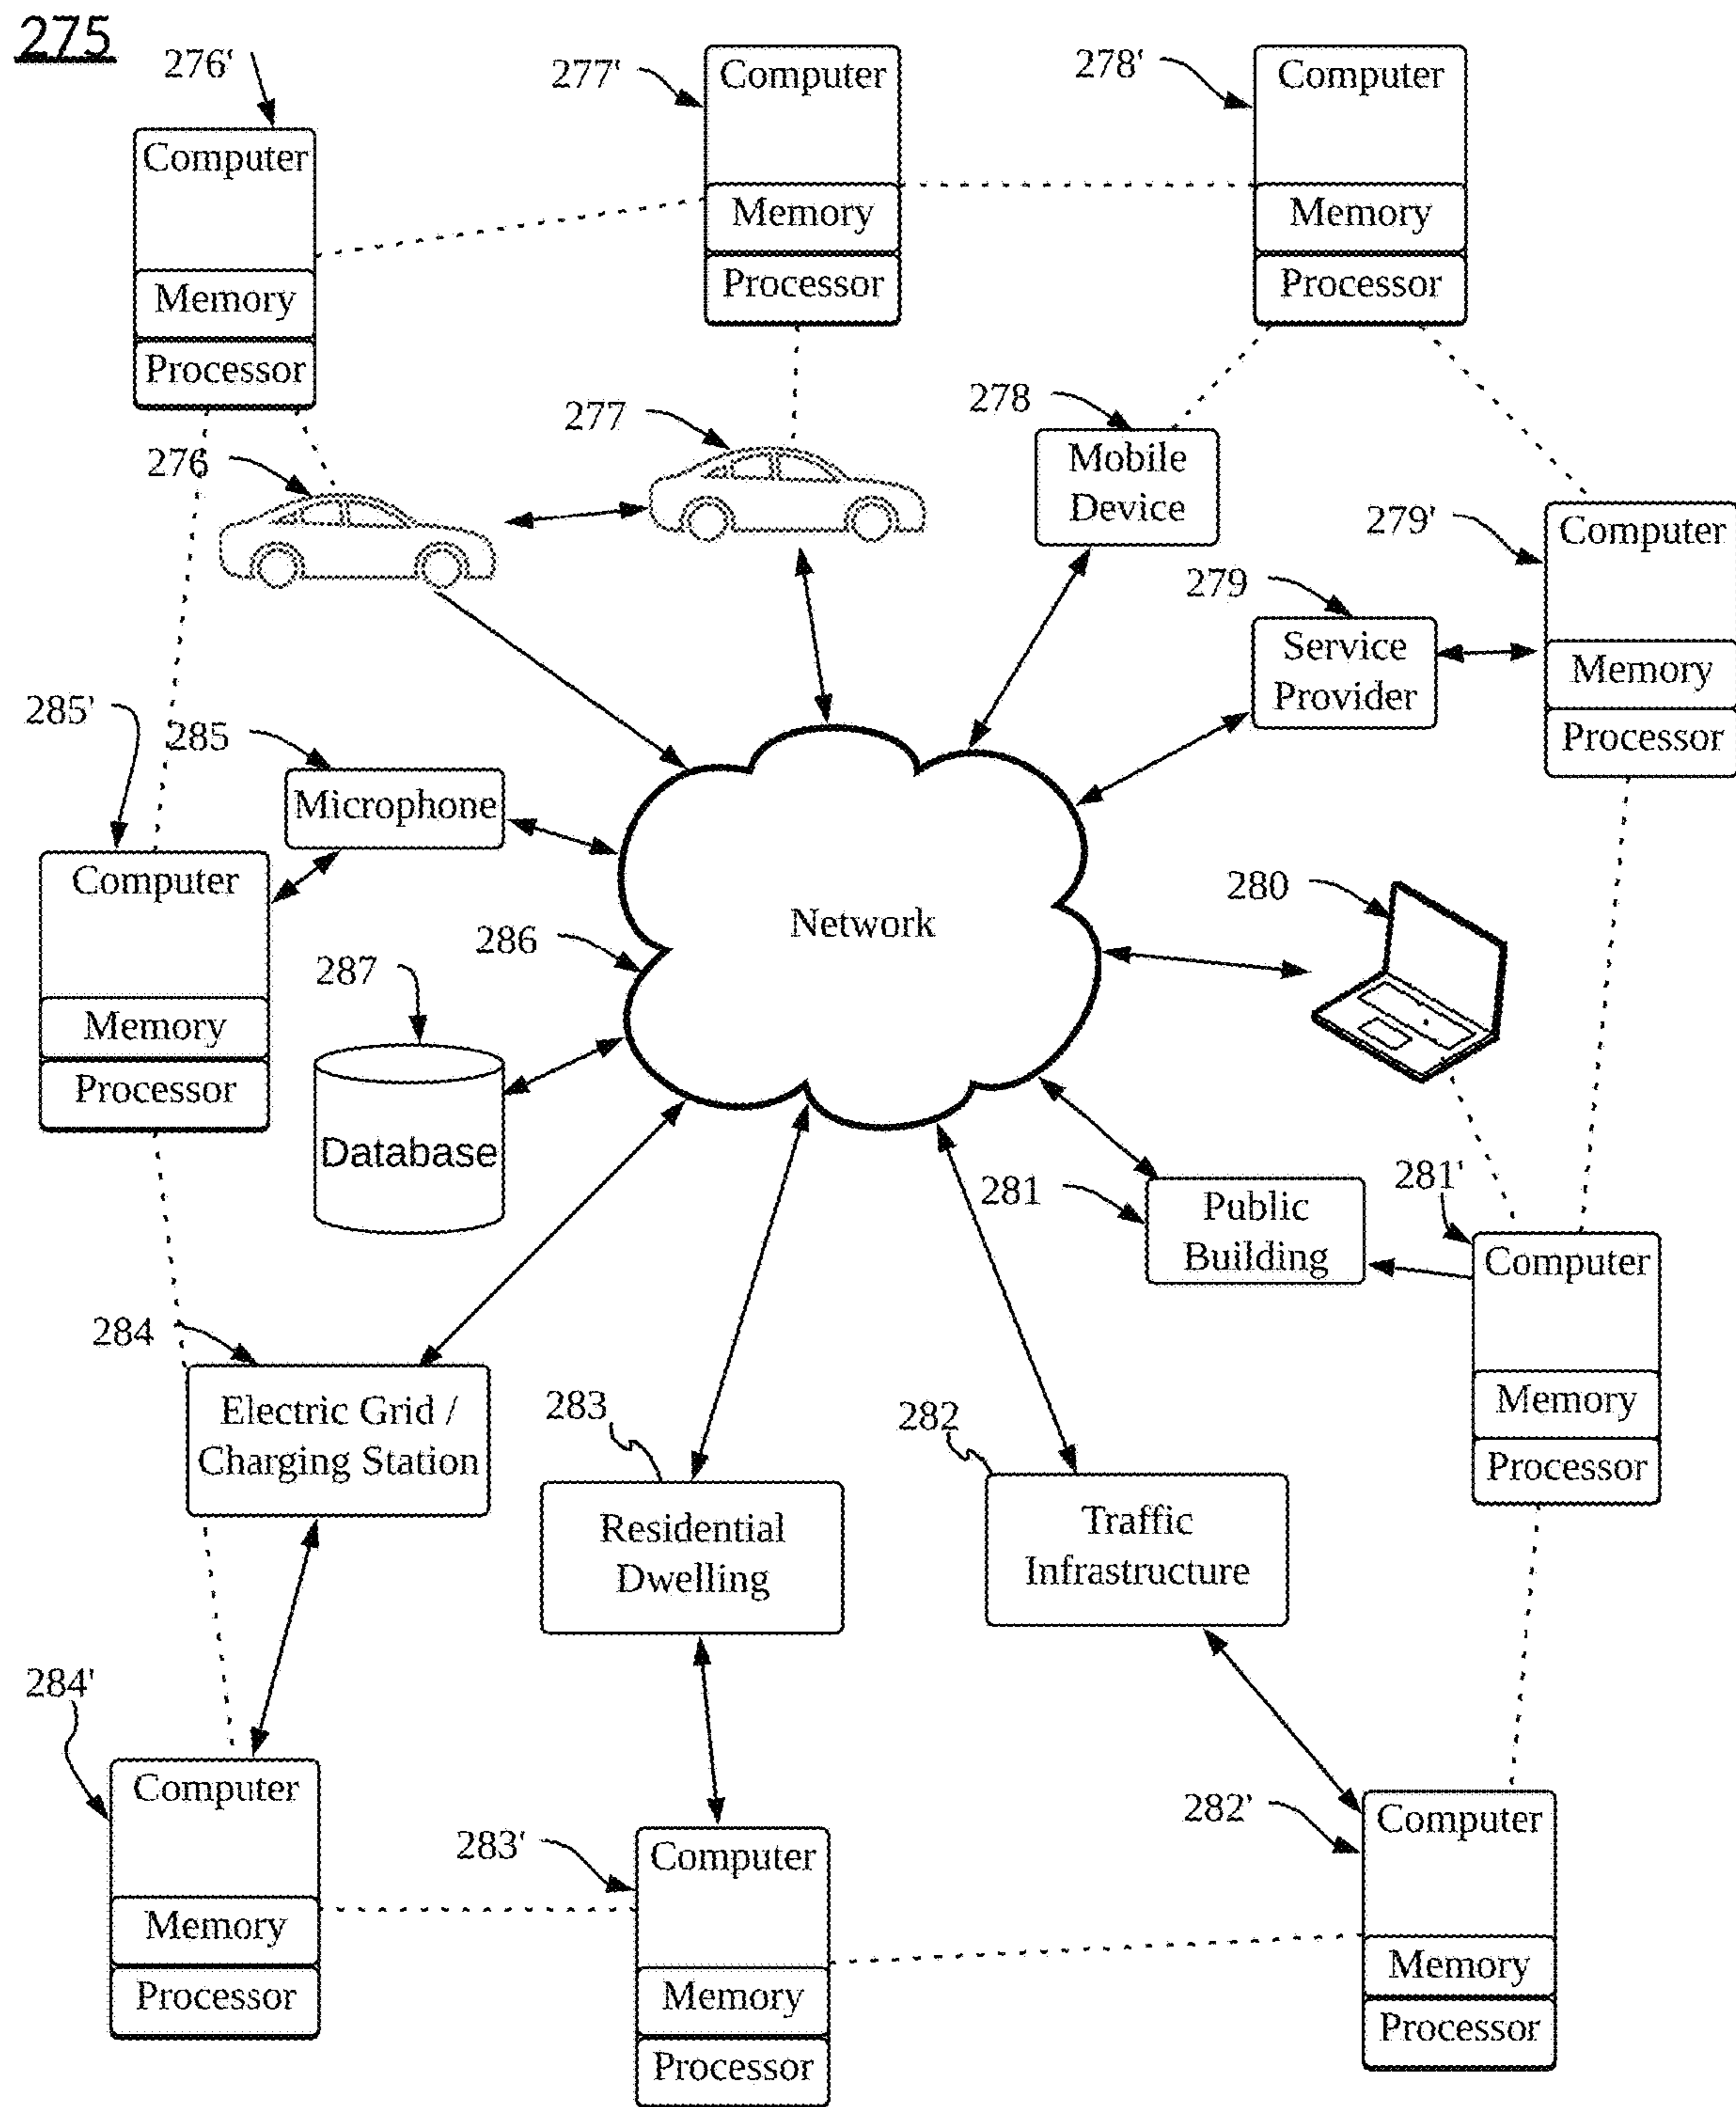 275
276'
Computer
Memory
Processor
277'
Computer
Memory
Processor
278'
Computer
Memory
Processor
276
277
278
Mobile
Device
279'
Computer
Memory
Processor
279
Service
Provider
285'
285
Microphone
Computer
Memory
Processor
286
Network
280
287
Database
281
Public
Building
281'
Computer
Memory
Processor
284
Electric Grid /
Charging Station
283
Residential
Dwelling
282
Traffic
Infrastructure
284'
Computer
Memory
Processor
283'
Computer
Memory
Processor
282'
Computer
Memory
Processor